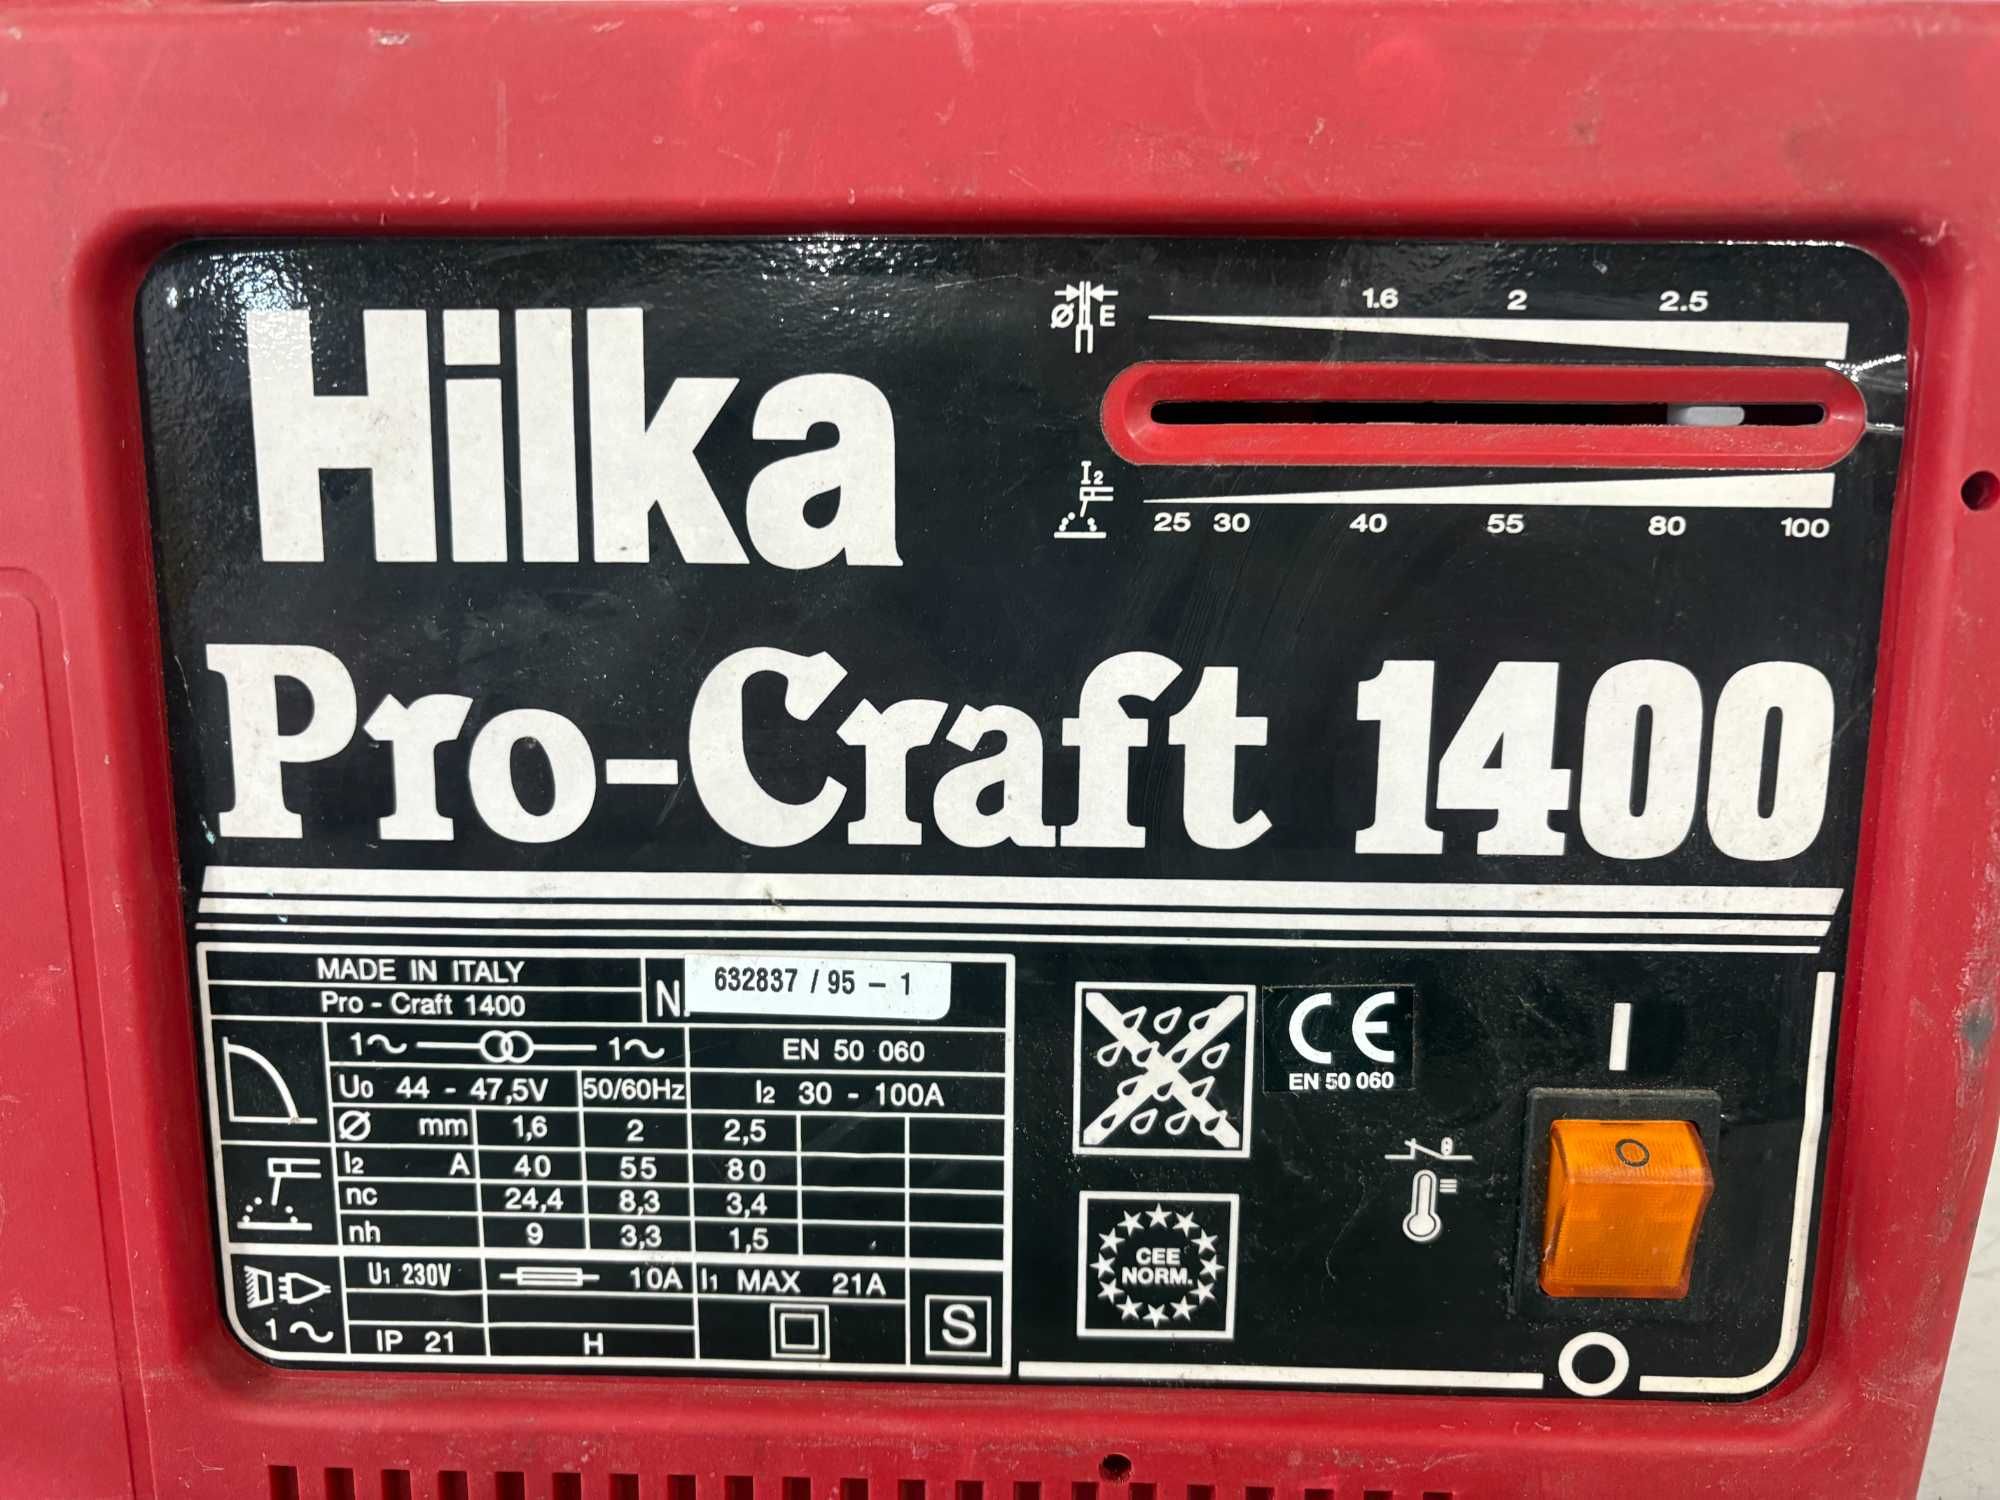 Hilka
Ø E
1.6 2 2.5
I2
25 30 40 55 80 100
Pro-Craft 1400
MADE IN ITALY
Pro - Craft 1400
N. 632837 / 95 - 1
1~ 1~ EN 50 060
U0 44 - 47,5V 50/60Hz I2 30 - 100A
Ø mm 1,6 2 2,5
I2 A 40 55 80
nc 24,4 8,3 3,4
nh 9 3,3 1,5
U1 230V 10A I1 MAX 21A
1~ IP 21 H S
CE
EN 50 060
CEE
NORM.
θ
I
O
O